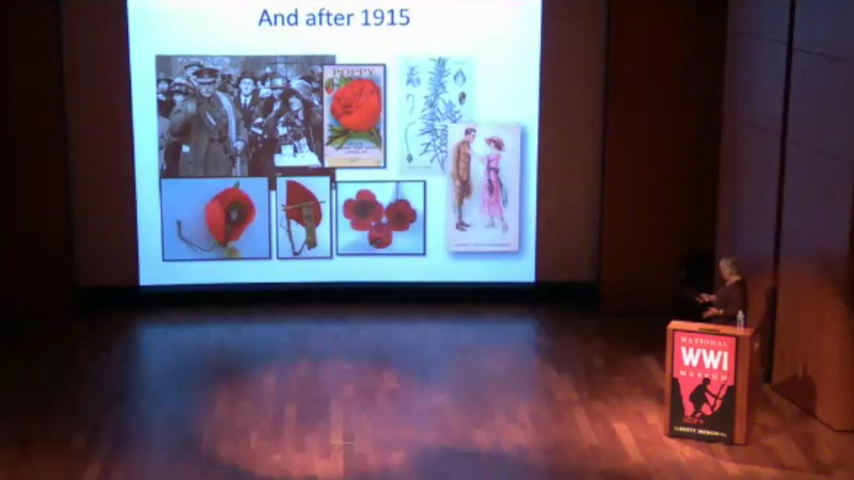 And after 1915
POPPY
NATIONAL
WWI
MUSEUM
LIBERTY MEMORIAL